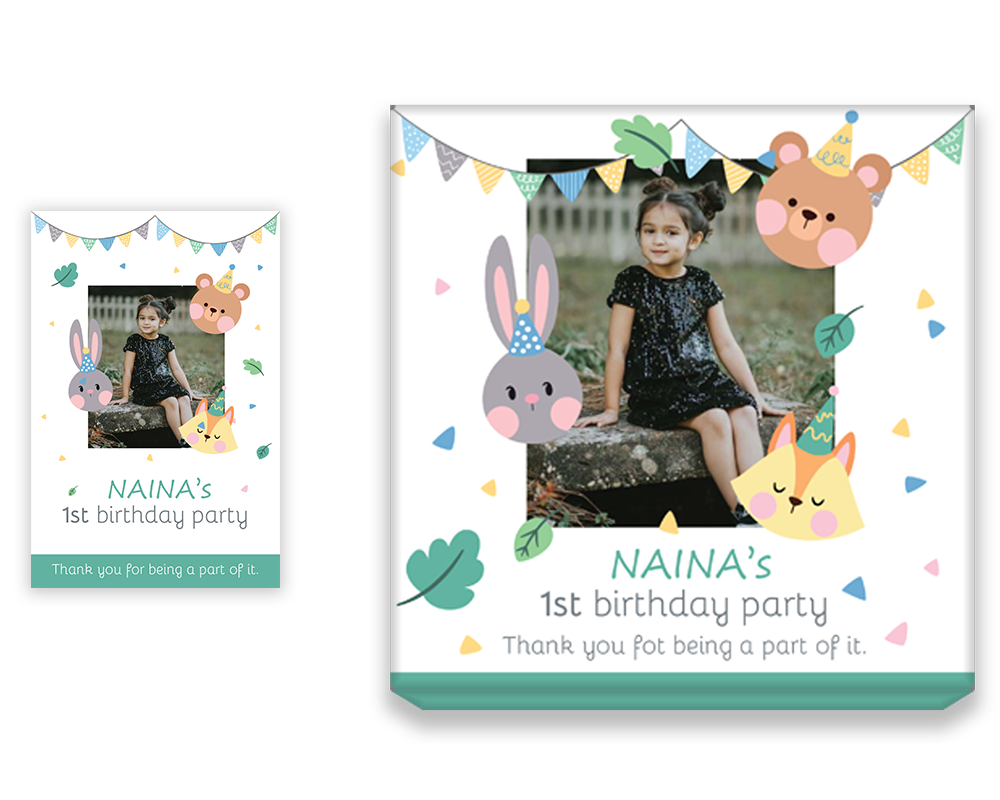 NAINA's
1st birthday party
Thank you for being a part of it.
NAINA's
1st birthday party
Thank you fot being a part of it.